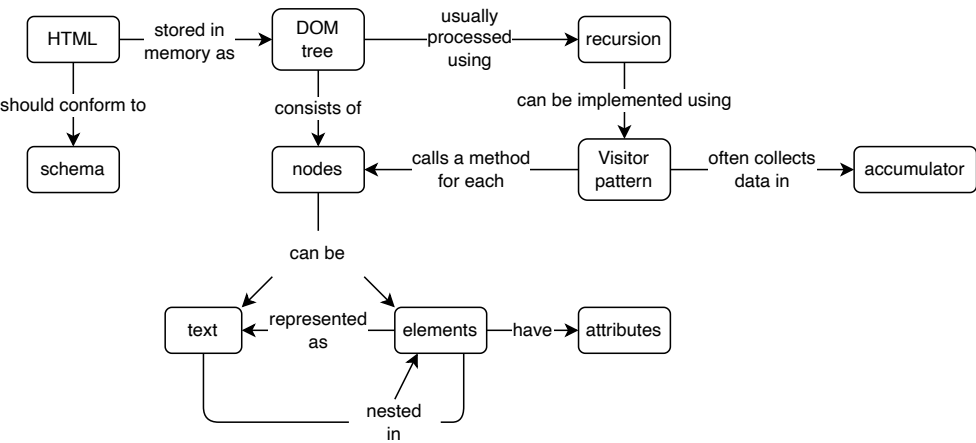 HTML
stored in
memory as
DOM
tree
usually
processed
using
recursion
should conform to
consists of
can be implemented using
schema
nodes
calls a method
for each
Visitor
pattern
often collects
data in
accumulator
can be
text
represented
as
elements
have
attributes
nested
in